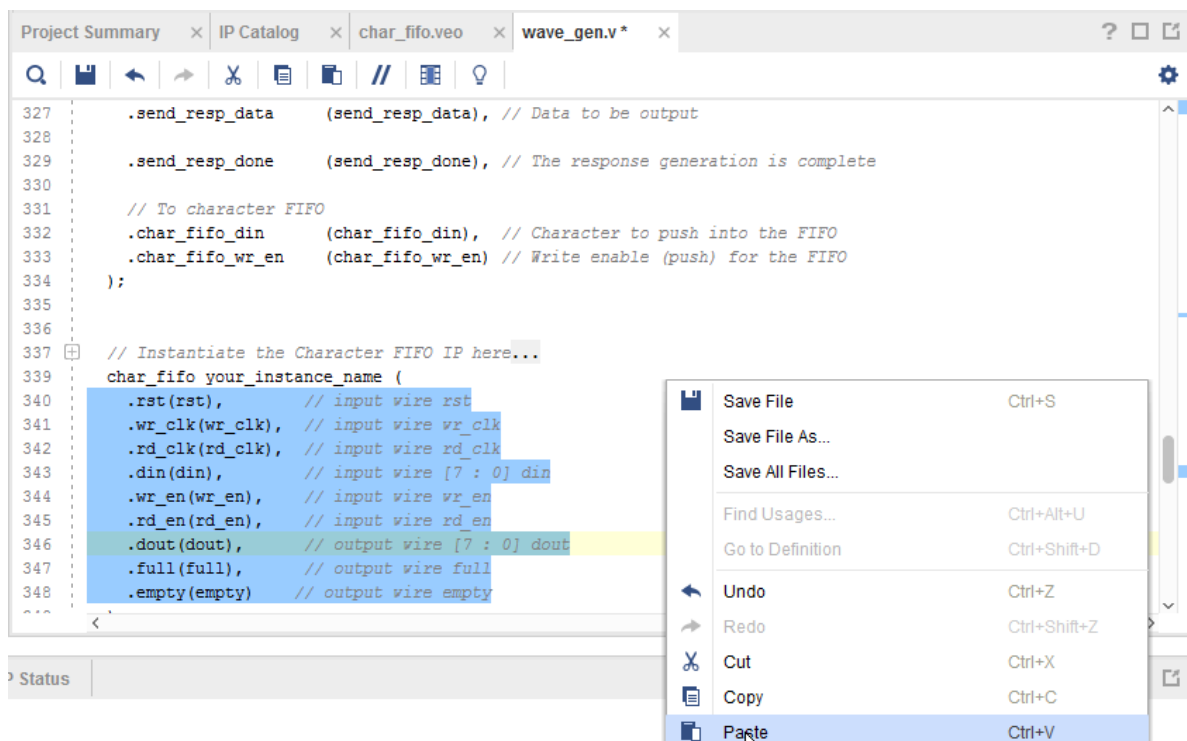 Project Summary × IP Catalog × char_fifo.veo × wave_gen.v * × ?
327 .send_resp_data (send_resp_data), // Data to be output
328
329 .send_resp_done (send_resp_done), // The response generation is complete
330
331 // To character FIFO
332 .char_fifo_din (char_fifo_din), // Character to push into the FIFO
333 .char_fifo_wr_en (char_fifo_wr_en) // Write enable (push) for the FIFO
334 );
335
336
337 // Instantiate the Character FIFO IP here...
339 char_fifo your_instance_name (
340 .rst(rst), // input wire rst
341 .wr_clk(wr_clk), // input wire wr_clk
342 .rd_clk(rd_clk), // input wire rd_clk
343 .din(din), // input wire [7 : 0] din
344 .wr_en(wr_en), // input wire wr_en
345 .rd_en(rd_en), // input wire rd_en
346 .dout(dout), // output wire [7 : 0] dout
347 .full(full), // output wire full
348 .empty(empty) // output wire empty
Save File Ctrl+S
Save File As...
Save All Files...
Find Usages... Ctrl+Alt+U
Go to Definition Ctrl+Shift+D
Undo Ctrl+Z
Redo Ctrl+Shift+Z
Cut Ctrl+X
Copy Ctrl+C
Paste Ctrl+V
Status